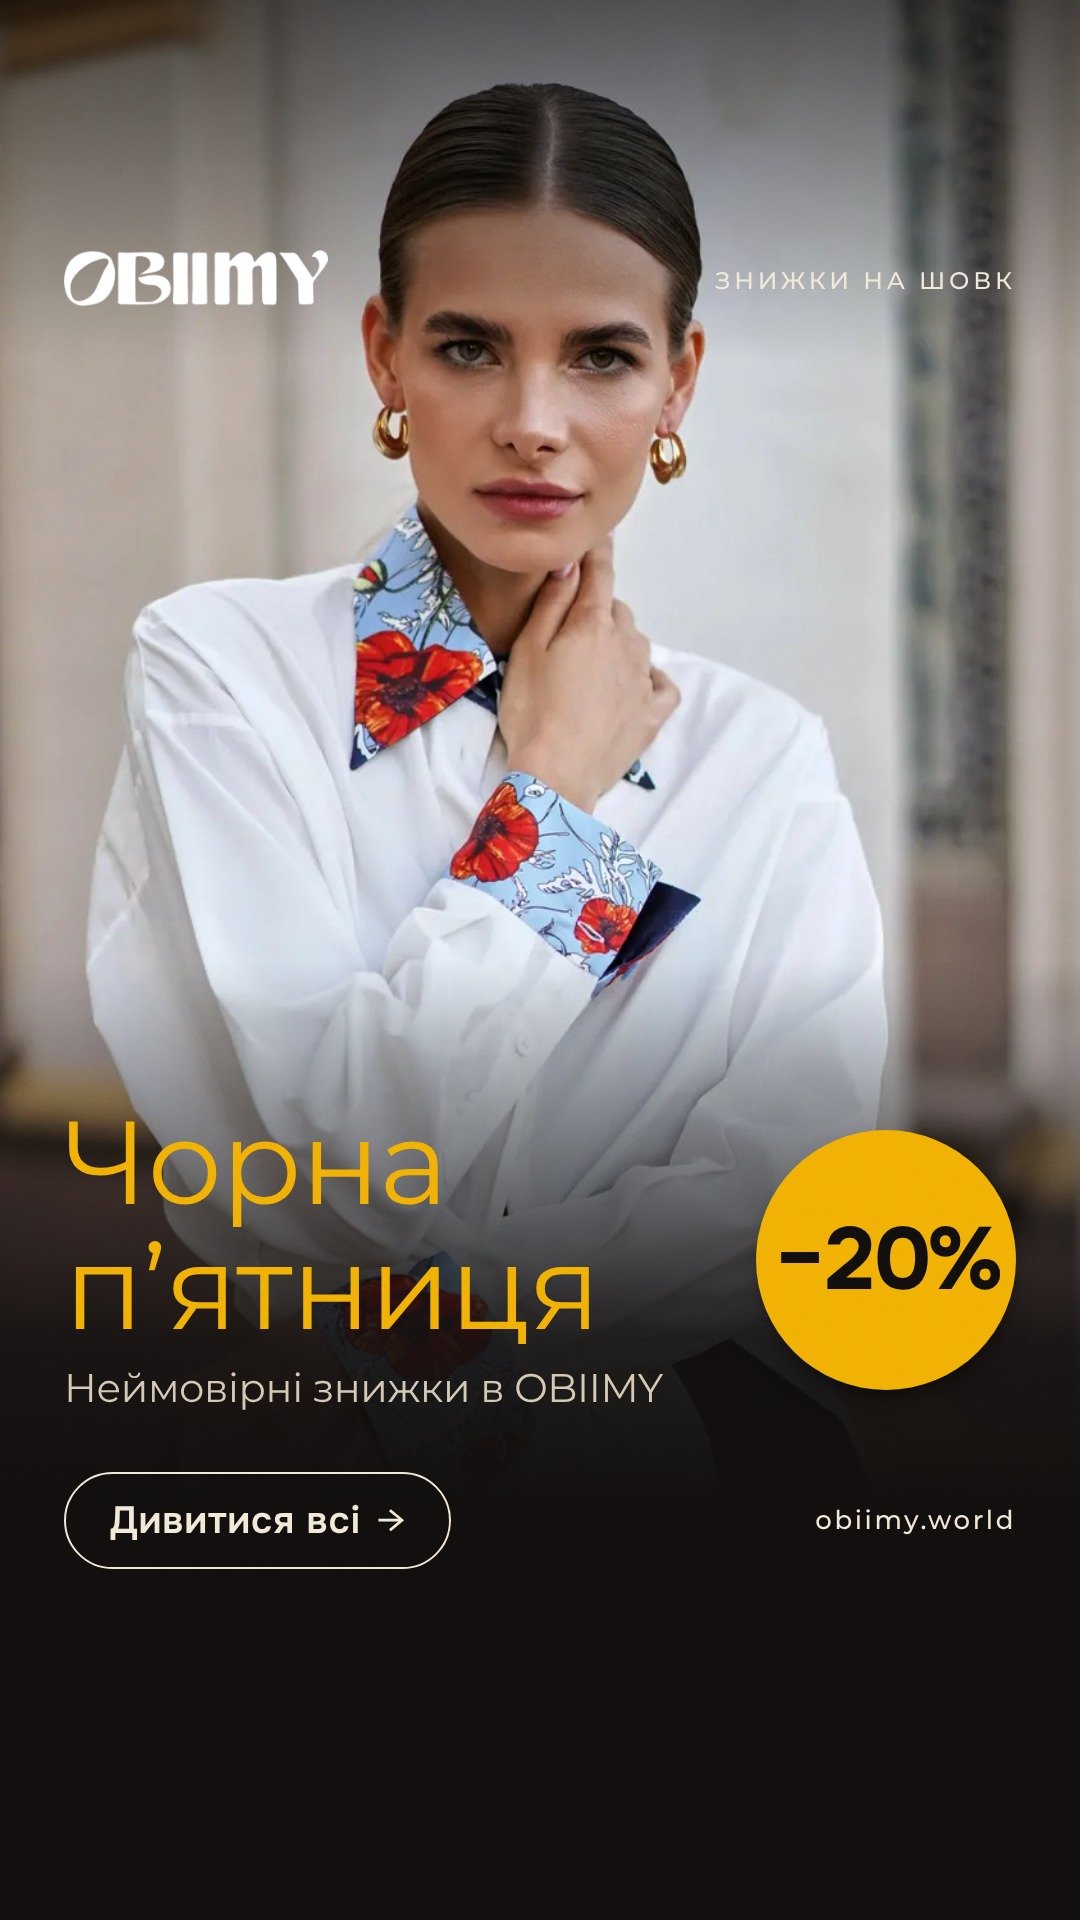 OBIIMY
ЗНИЖКИ НА ШОВК
Чорна
п’ятниця
-20%
Неймовірні знижки в OBIIMY
Дивитися всі →
obiimy.world